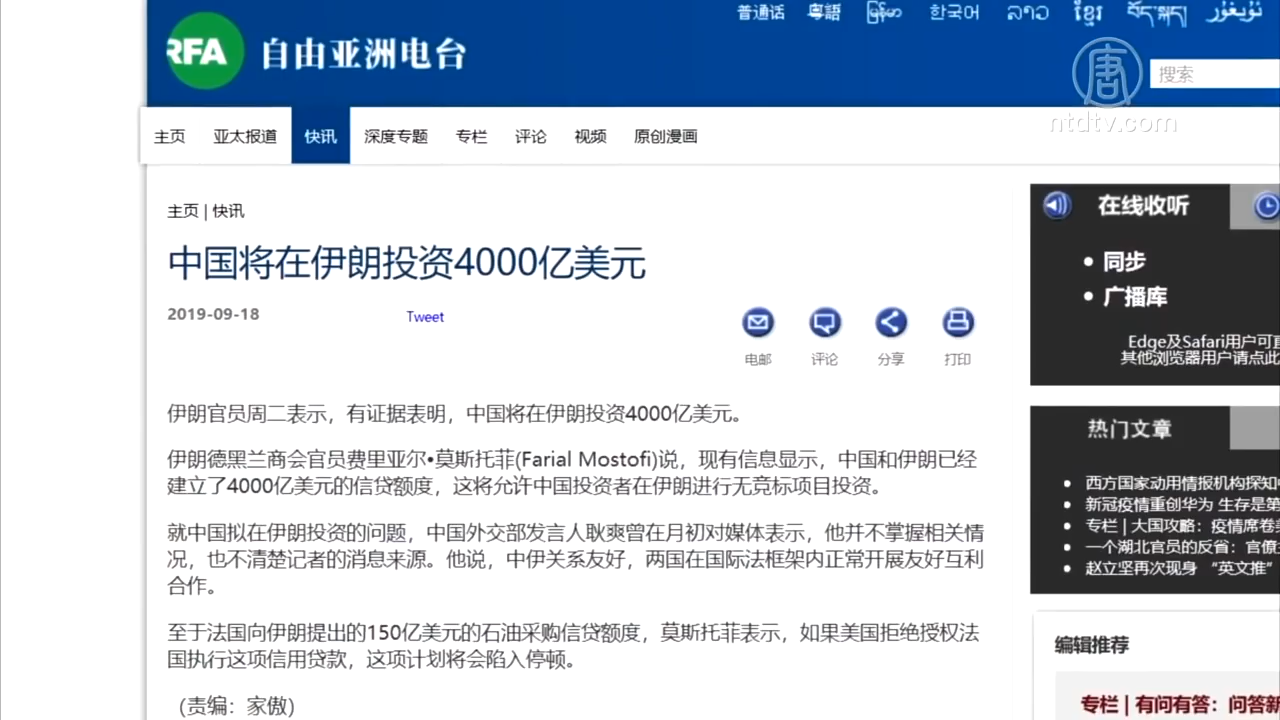 普通话 粤語 မြန်မာ 한국어 ລາວ ខ្មែរ བོད་སྐད། ئۇيغۇر
RFA 自由亚洲电台
唐
搜索
ntdtv.com
主页 亚太报道 快讯 深度专题 专栏 评论 视频 原创漫画
主页 | 快讯
中国将在伊朗投资4000亿美元
2019-09-18 Tweet
电邮 评论 分享 打印
伊朗官员周二表示，有证据表明，中国将在伊朗投资4000亿美元。
伊朗德黑兰商会官员费里亚尔•莫斯托菲(Farial Mostofi)说，现有信息显示，中国和伊朗已经
建立了4000亿美元的信贷额度，这将允许中国投资者在伊朗进行无竞标项目投资。
就中国拟在伊朗投资的问题，中国外交部发言人耿爽曾在月初对媒体表示，他并不掌握相关情
况，也不清楚记者的消息来源。他说，中伊关系友好，两国在国际法框架内正常开展友好互利
合作。
至于法国向伊朗提出的150亿美元的石油采购信贷额度，莫斯托菲表示，如果美国拒绝授权法
国执行这项信用贷款，这项计划将会陷入停顿。
（责编：家傲）
在线收听
• 同步
• 广播库
Edge及Safari用户可
其他浏览器用户请点此
热门文章
• 西方国家动用情报机构探知
• 新冠疫情重创华为 生存是第
• 专栏 | 大国攻略：疫情席卷
• 一个湖北官员的反省：官僚
• 赵立坚再次现身 “英文推”
编辑推荐
专栏 | 有问有答：问答新